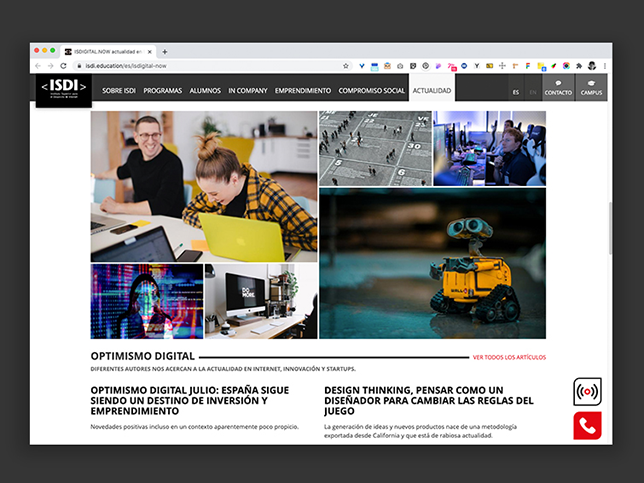 ISDIGITAL NOW actualidad en
isdi.education/es/isdigital-now
<ISDI>
SOBRE ISDI
PROGRAMAS
ALUMNOS
IN COMPANY
EMPRENDIMIENTO
COMPROMISO SOCIAL
ACTUALIDAD
ES
EN
CONTACTO
CAMPUS
DO
MORE.
WALL
OPTIMISMO DIGITAL
VER TODOS LOS ARTÍCULOS
DIFERENTES AUTORES NOS ACERCAN A LA ACTUALIDAD EN INTERNET, INNOVACIÓN Y STARTUPS.
OPTIMISMO DIGITAL JULIO: ESPAÑA SIGUE
SIENDO UN DESTINO DE INVERSIÓN Y
EMPRENDIMIENTO
Novedades positivas incluso en un contexto aparentemente poco propicio.
DESIGN THINKING, PENSAR COMO UN
DISEÑADOR PARA CAMBIAR LAS REGLAS DEL
JUEGO
La generación de ideas y nuevos productos nace de una metodología
exportada desde California y que está de rabiosa actualidad.